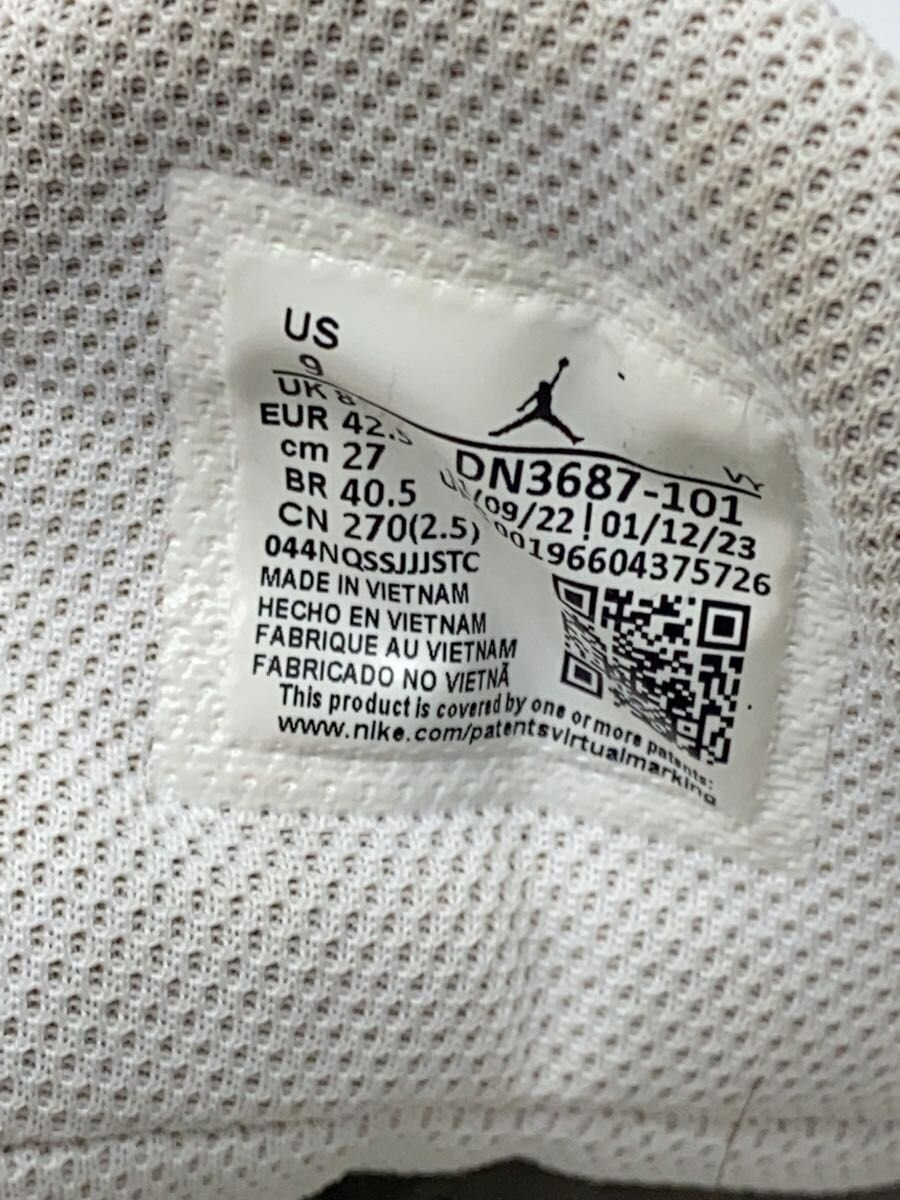 US
9
UK 8
EUR 42.5
cm 27
BR 40.5
CN 270(2.5)
044NQSSJJJSTC
MADE IN VIETNAM
HECHO EN VIETNAM
FABRIQUE AU VIETNAM
FABRICADO NO VIETNÃ
DN3687-101
/09/22 | 01/12/23
00196604375726
This product is covered by one or more patents:
www.nike.com/patentsvirtualmarking